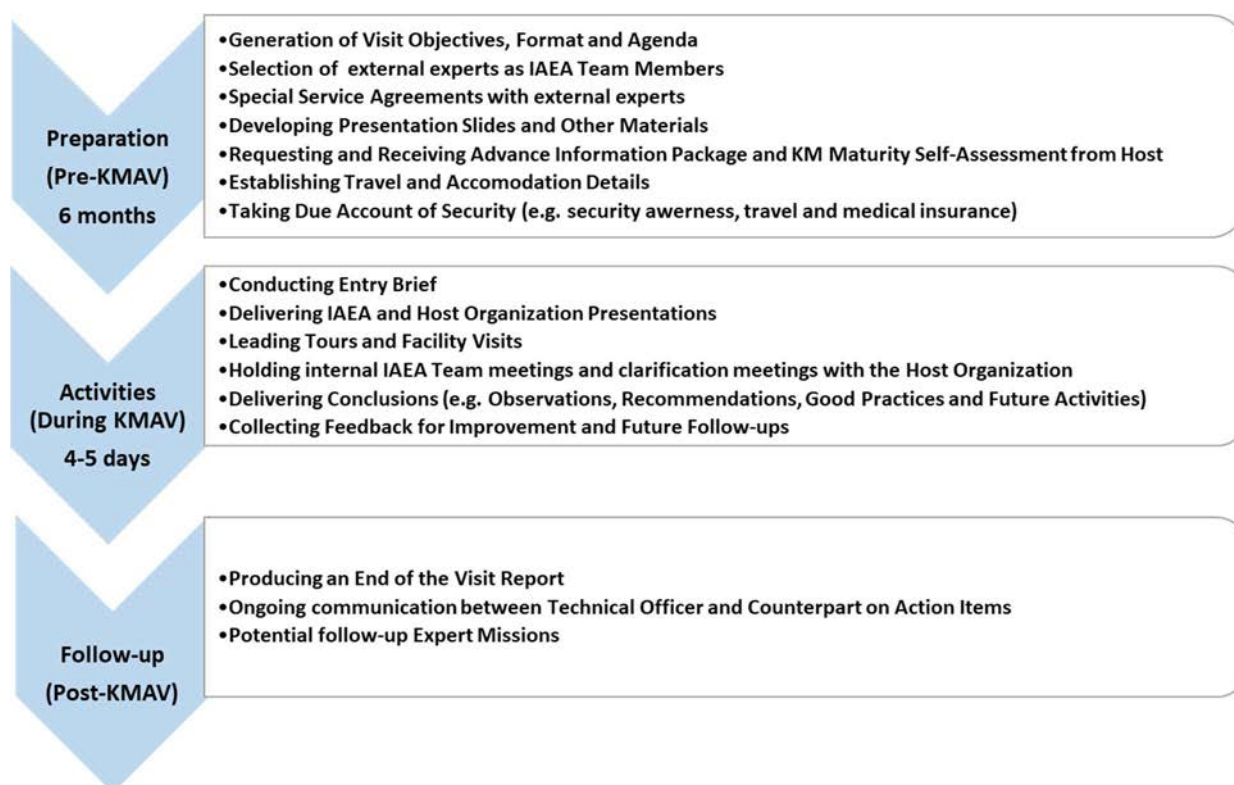 Preparation
(Pre-KMAV)
6 months
•Generation of Visit Objectives, Format and Agenda
•Selection of external experts as IAEA Team Members
•Special Service Agreements with external experts
•Developing Presentation Slides and Other Materials
•Requesting and Receiving Advance Information Package and KM Maturity Self-Assessment from Host
•Establishing Travel and Accomodation Details
•Taking Due Account of Security (e.g. security awerness, travel and medical insurance)
Activities
(During KMAV)
4-5 days
•Conducting Entry Brief
•Delivering IAEA and Host Organization Presentations
•Leading Tours and Facility Visits
•Holding internal IAEA Team meetings and clarification meetings with the Host Organization
•Delivering Conclusions (e.g. Observations, Recommendations, Good Practices and Future Activities)
•Collecting Feedback for Improvement and Future Follow-ups
Follow-up
(Post-KMAV)
•Producing an End of the Visit Report
•Ongoing communication between Technical Officer and Counterpart on Action Items
•Potential follow-up Expert Missions